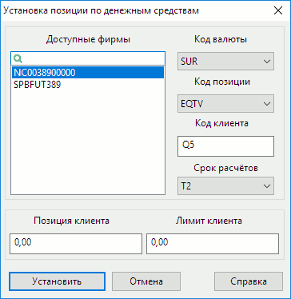 Установка позиции по денежным средствам
Доступные фирмы
NC0038900000
SPBFUT389
Код валюты
SUR
Код позиции
EQTV
Код клиента
Q5
Срок расчётов
T2
Позиция клиента
Лимит клиента
0,00
0,00
Установить
Отмена
Справка